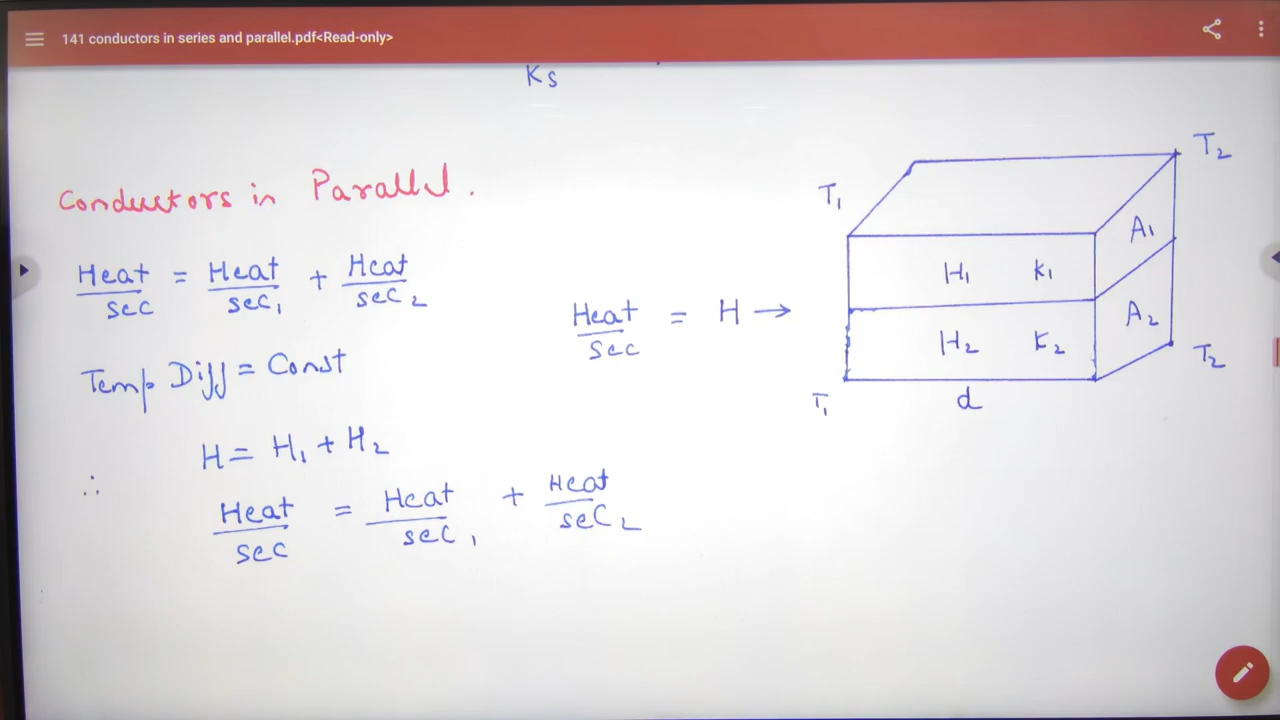 141 conductors in series and parallel.pdf<Read-only>
Ks
Conductors in Parallel.
Heat/sec = Heat/sec₁ + Heat/sec₂
Temp Diff = Const
∴ H = H₁ + H₂
Heat/sec = Heat/sec₁ + Heat/sec₂
Heat/sec = H →
T₁
T₂
A₁
H₁ K₁
A₂
H₂ K₂
T₂
T₁
d